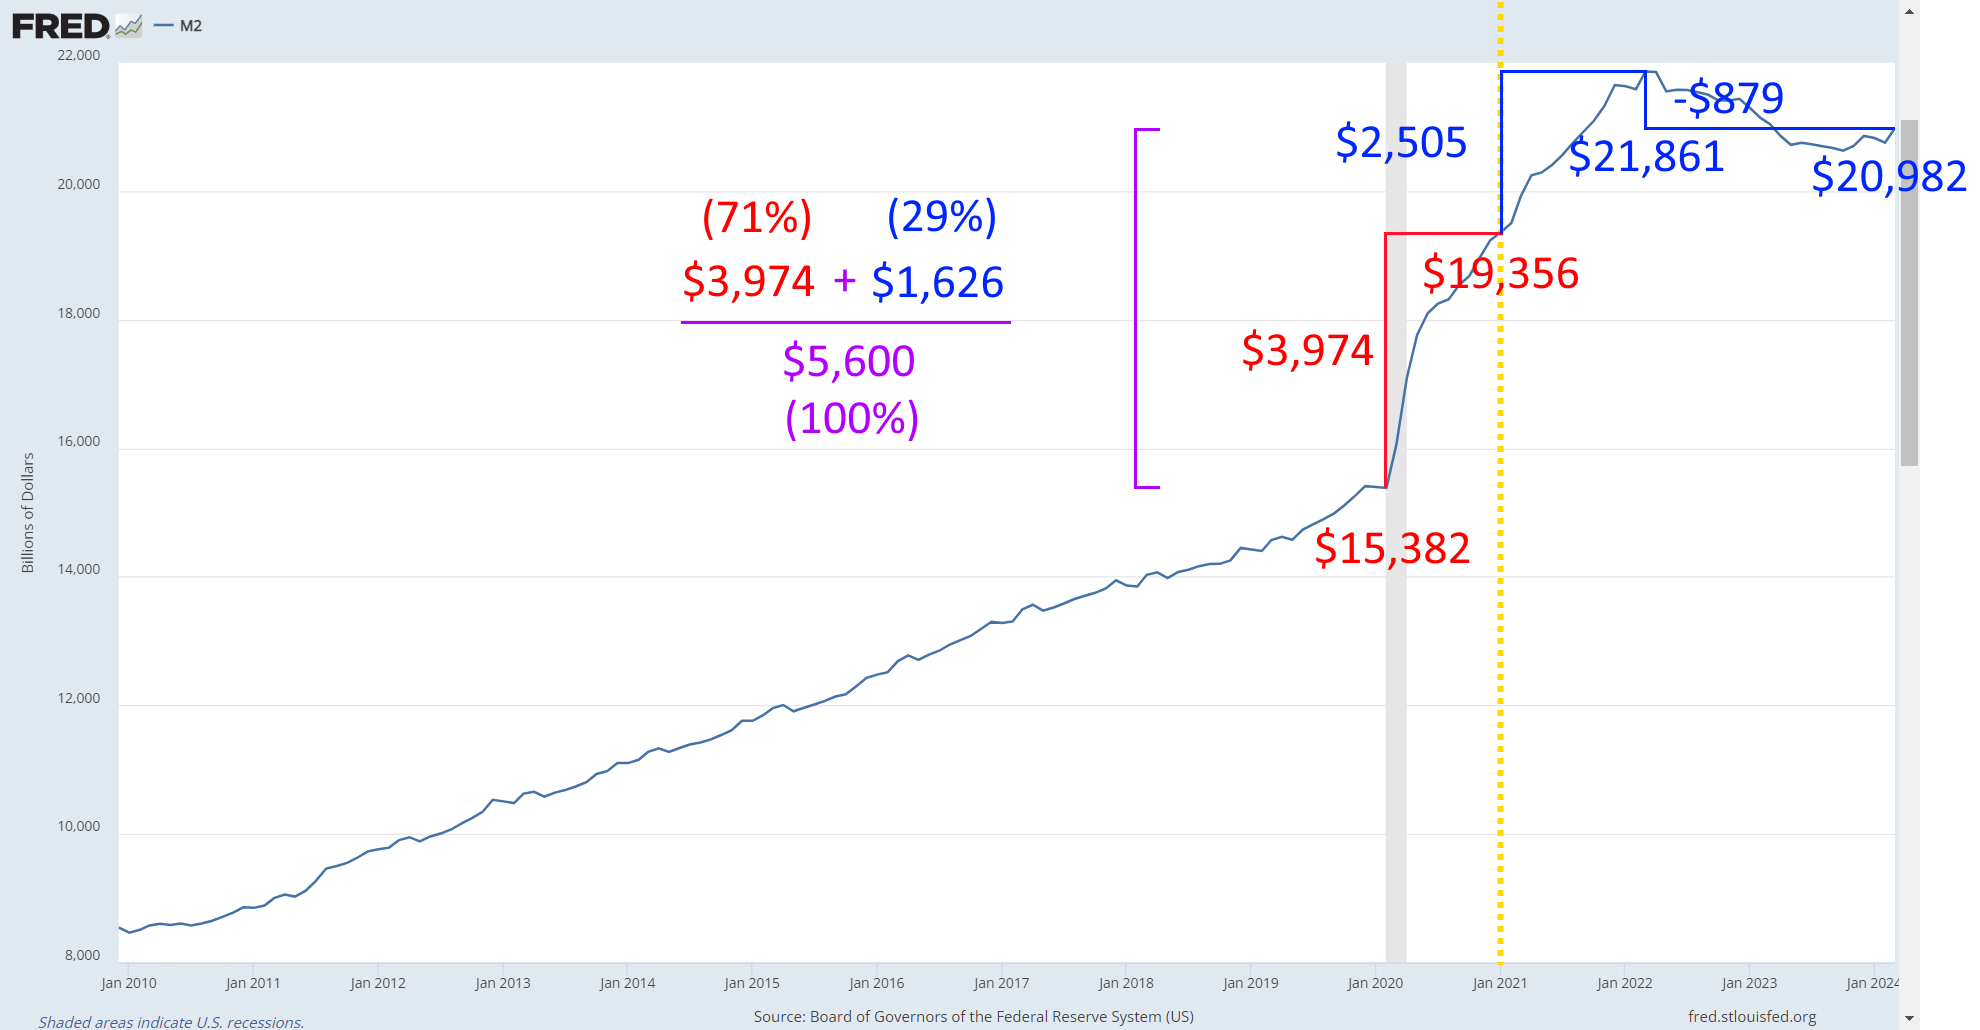 FRED M2
22,000
20,000
18,000
16,000
14,000
12,000
10,000
8,000
Billions of Dollars
(71%) (29%)
$3,974 + $1,626
$5,600
(100%)
$2,505
-$879
$21,861
$20,982
$19,356
$3,974
$15,382
Jan 2010 Jan 2011 Jan 2012 Jan 2013 Jan 2014 Jan 2015 Jan 2016 Jan 2017 Jan 2018 Jan 2019 Jan 2020 Jan 2021 Jan 2022 Jan 2023 Jan 2024
Shaded areas indicate U.S. recessions.
Source: Board of Governors of the Federal Reserve System (US)
fred.stlouisfed.org